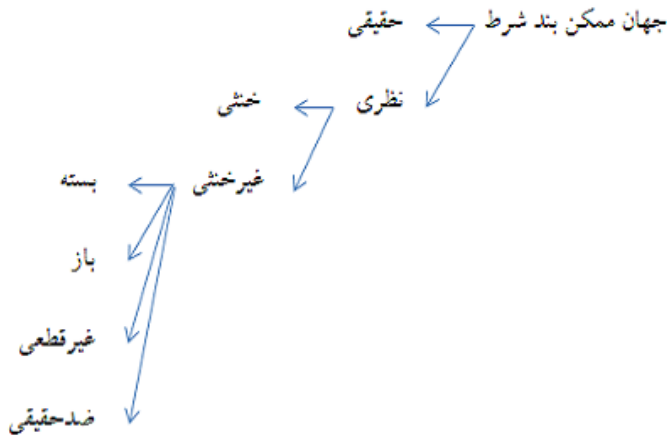 جهان ممکن بند شرط حقیقی
نظری خنثی
غیرخنثی بسته
باز
غیرقطعی
ضدحقیقی